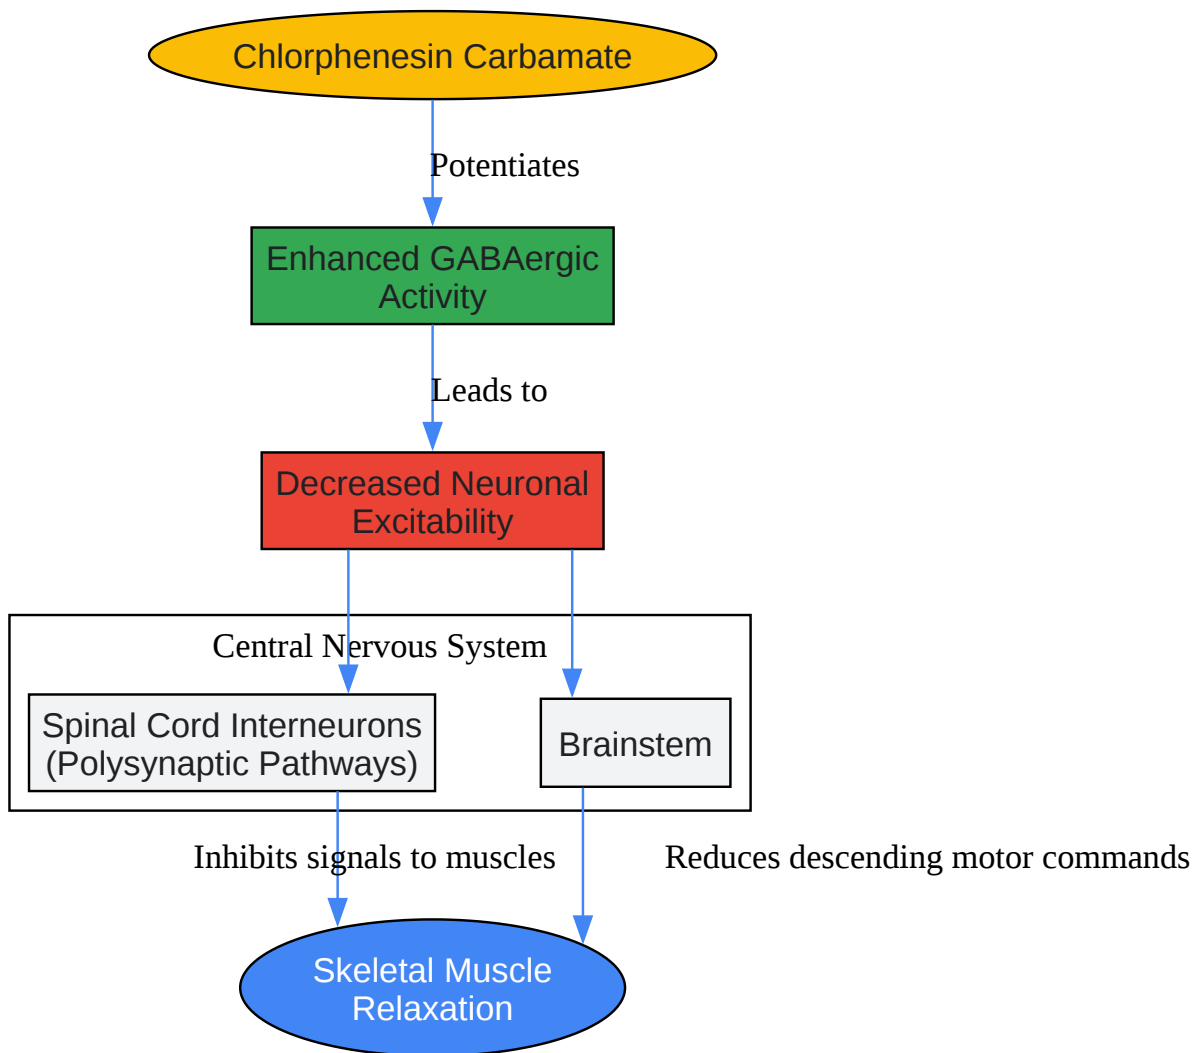 Chlorphenesin Carbamate
Potentiates
Enhanced GABAergic
Activity
Leads to
Decreased Neuronal
Excitability
Central Nervous System
Spinal Cord Interneurons
(Polysynaptic Pathways)
Brainstem
Inhibits signals to muscles
Reduces descending motor commands
Skeletal Muscle
Relaxation